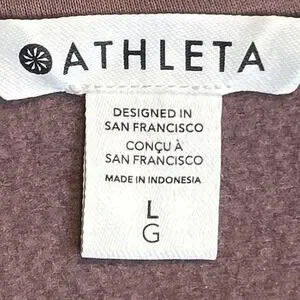 ATHLETA
DESIGNED IN
SAN FRANCISCO
CONÇU À
SAN FRANCISCO
MADE IN INDONESIA
L
G